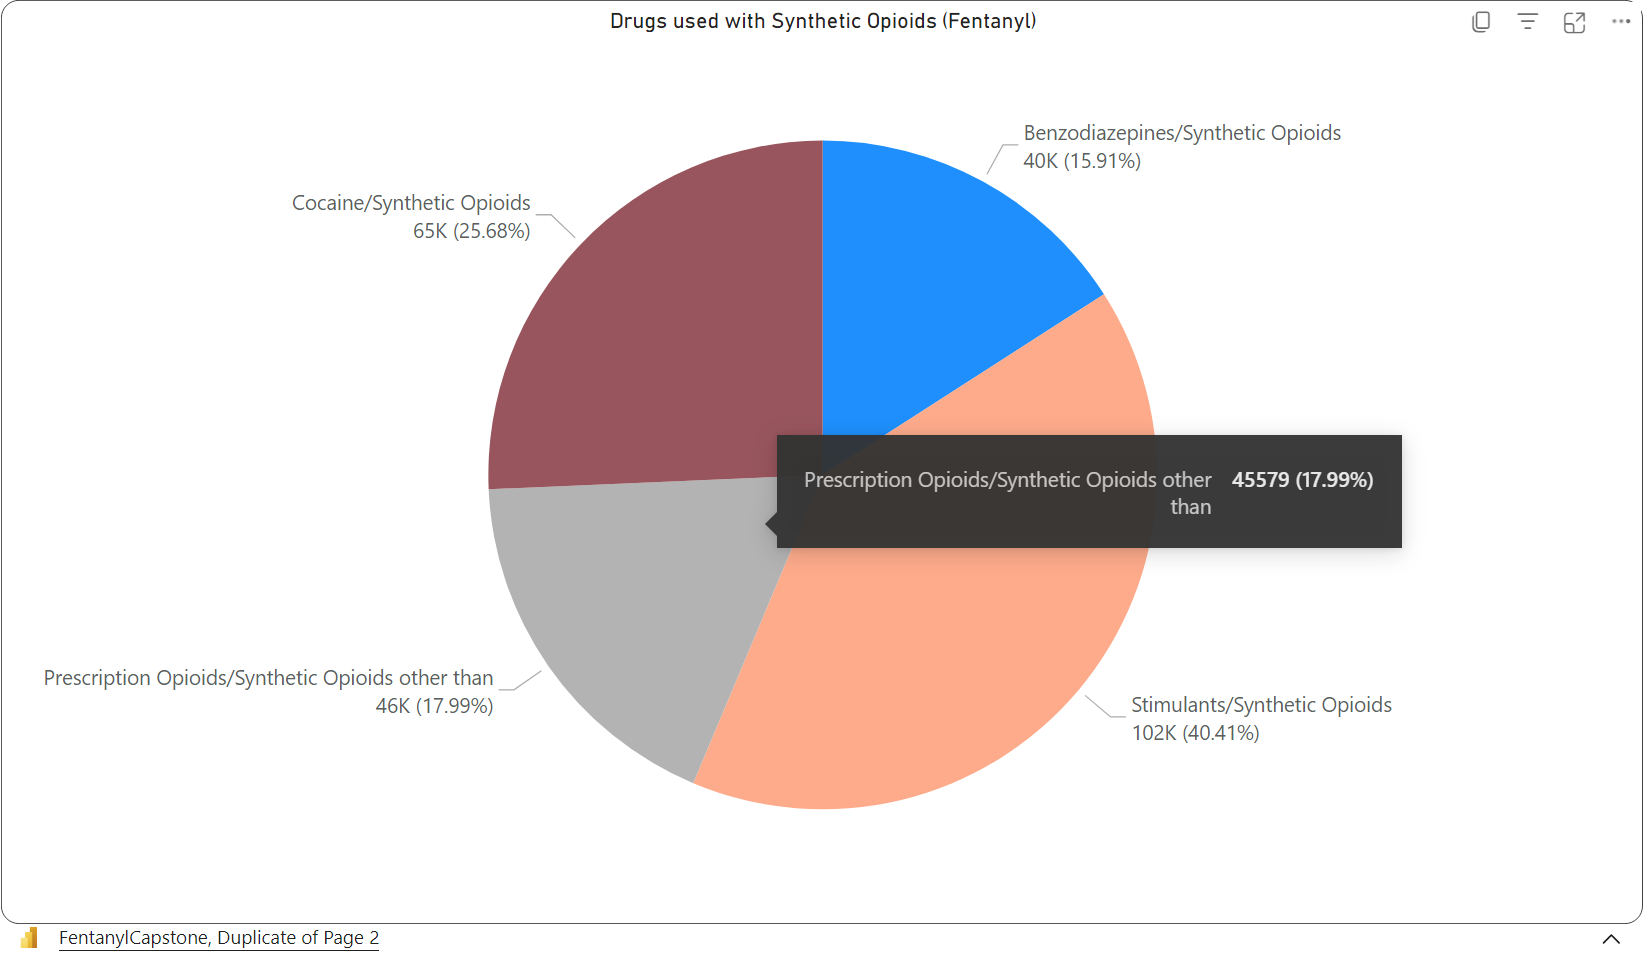 Drugs used with Synthetic Opioids (Fentanyl)
Benzodiazepines/Synthetic Opioids
40K (15.91%)
Cocaine/Synthetic Opioids
65K (25.68%)
Prescription Opioids/Synthetic Opioids other 45579 (17.99%)
than
Prescription Opioids/Synthetic Opioids other than
46K (17.99%)
Stimulants/Synthetic Opioids
102K (40.41%)
FentanylCapstone, Duplicate of Page 2